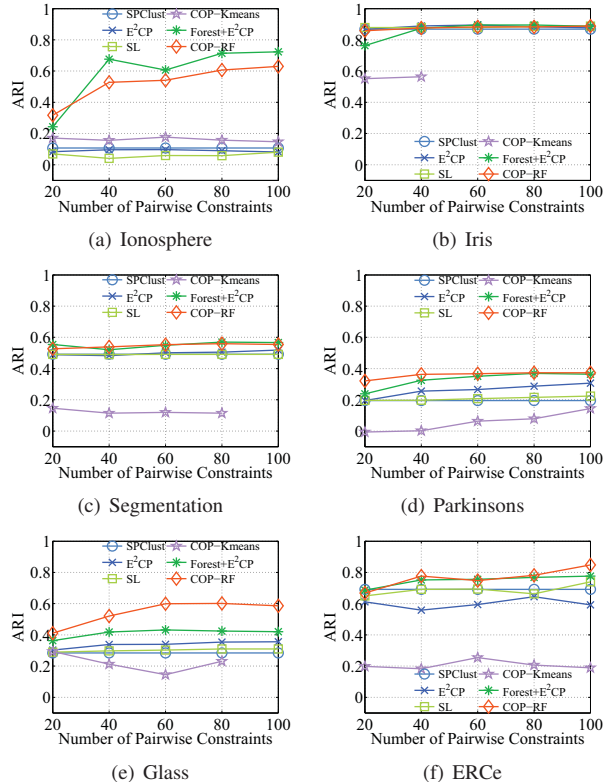 ARI
1
0.8
0.6
0.4
0.2
0
20 40 60 80 100
Number of Pairwise Constraints
SPClust
E²CP
SL
COP−Kmeans
Forest+E²CP
COP−RF
(a) Ionosphere
ARI
1
0.8
0.6
0.4
0.2
0
20 40 60 80 100
Number of Pairwise Constraints
SPClust
E²CP
SL
COP−Kmeans
Forest+E²CP
COP−RF
(b) Iris
ARI
1
0.8
0.6
0.4
0.2
0
20 40 60 80 100
Number of Pairwise Constraints
SPClust
E²CP
SL
COP−Kmeans
Forest+E²CP
COP−RF
(c) Segmentation
ARI
1
0.8
0.6
0.4
0.2
0
20 40 60 80 100
Number of Pairwise Constraints
SPClust
E²CP
SL
COP−Kmeans
Forest+E²CP
COP−RF
(d) Parkinsons
ARI
1
0.8
0.6
0.4
0.2
0
20 40 60 80 100
Number of Pairwise Constraints
SPClust
E²CP
SL
COP−Kmeans
Forest+E²CP
COP−RF
(e) Glass
ARI
1
0.8
0.6
0.4
0.2
0
20 40 60 80 100
Number of Pairwise Constraints
SPClust
E²CP
SL
COP−Kmeans
Forest+E²CP
COP−RF
(f) ERCe